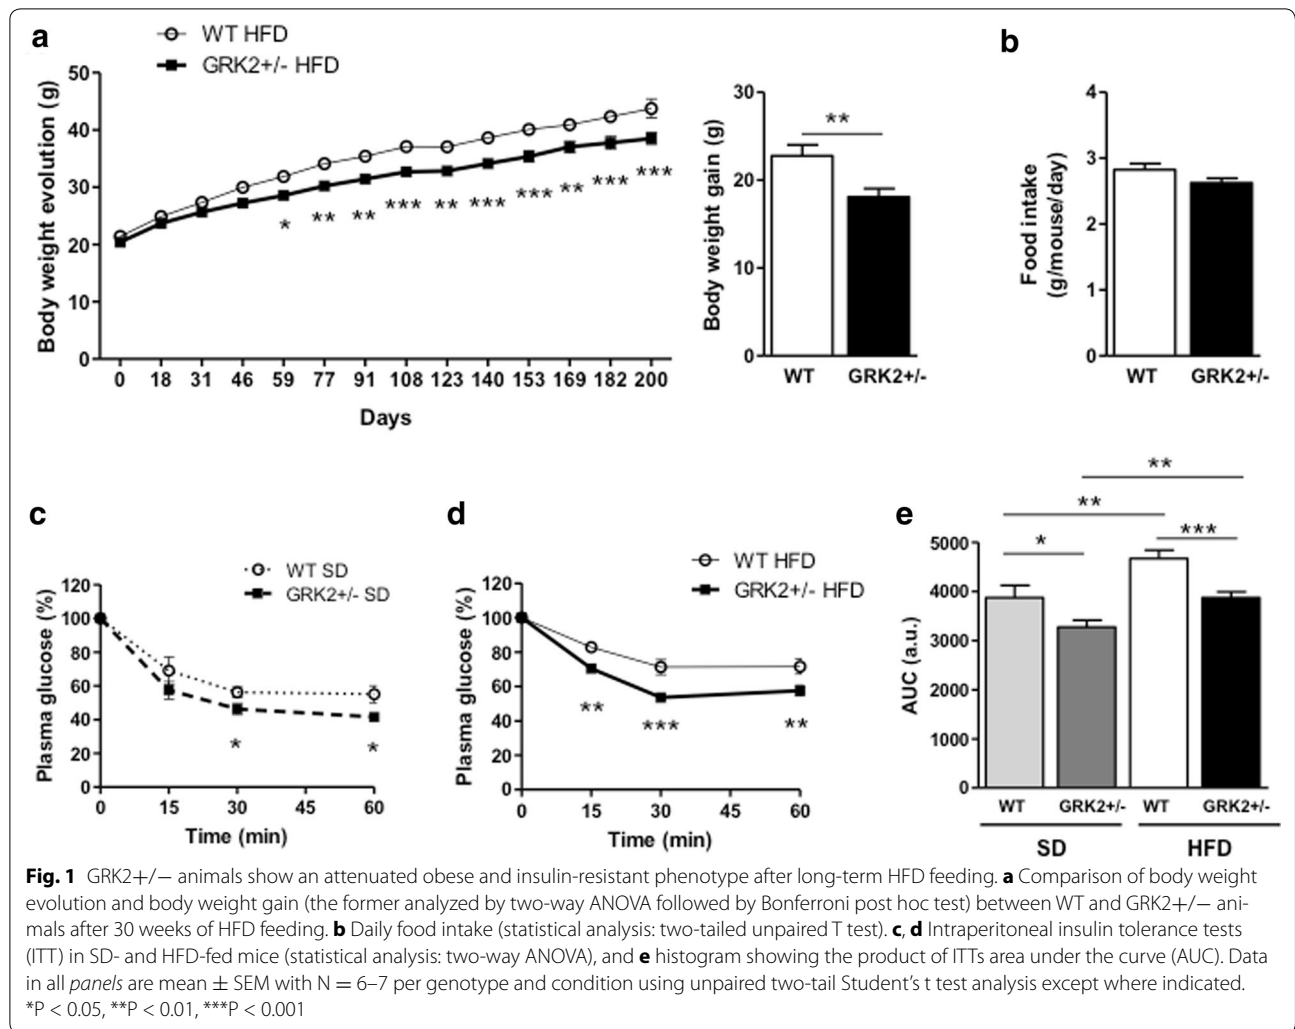 a
WT HFD
GRK2+/- HFD
Body weight evolution (g)
50
40
30
20
10
0
* ** ** *** ** *** *** ** *** ***
0 18 31 46 59 77 91 108 123 140 153 169 182 200
Days
Body weight gain (g)
30
20
10
0
**
WT GRK2+/-
b
Food intake
(g/mouse/day)
4
3
2
1
0
WT GRK2+/-
c
WT SD
GRK2+/- SD
Plasma glucose (%)
120
100
80
60
40
20
0
* *
0 15 30 45 60
Time (min)
d
WT HFD
GRK2+/- HFD
Plasma glucose (%)
120
100
80
60
40
20
0
** *** **
0 15 30 45 60
Time (min)
e
**
**
* ***
AUC (a.u.)
5000
4000
3000
2000
1000
0
WT GRK2+/- WT GRK2+/-
SD HFD
Fig. 1 GRK2+/− animals show an attenuated obese and insulin-resistant phenotype after long-term HFD feeding. a Comparison of body weight
evolution and body weight gain (the former analyzed by two-way ANOVA followed by Bonferroni post hoc test) between WT and GRK2+/− ani-
mals after 30 weeks of HFD feeding. b Daily food intake (statistical analysis: two-tailed unpaired T test). c, d Intraperitoneal insulin tolerance tests
(ITT) in SD- and HFD-fed mice (statistical analysis: two-way ANOVA), and e histogram showing the product of ITTs area under the curve (AUC). Data
in all panels are mean ± SEM with N = 6–7 per genotype and condition using unpaired two-tail Student's t test analysis except where indicated.
*P < 0.05, **P < 0.01, ***P < 0.001